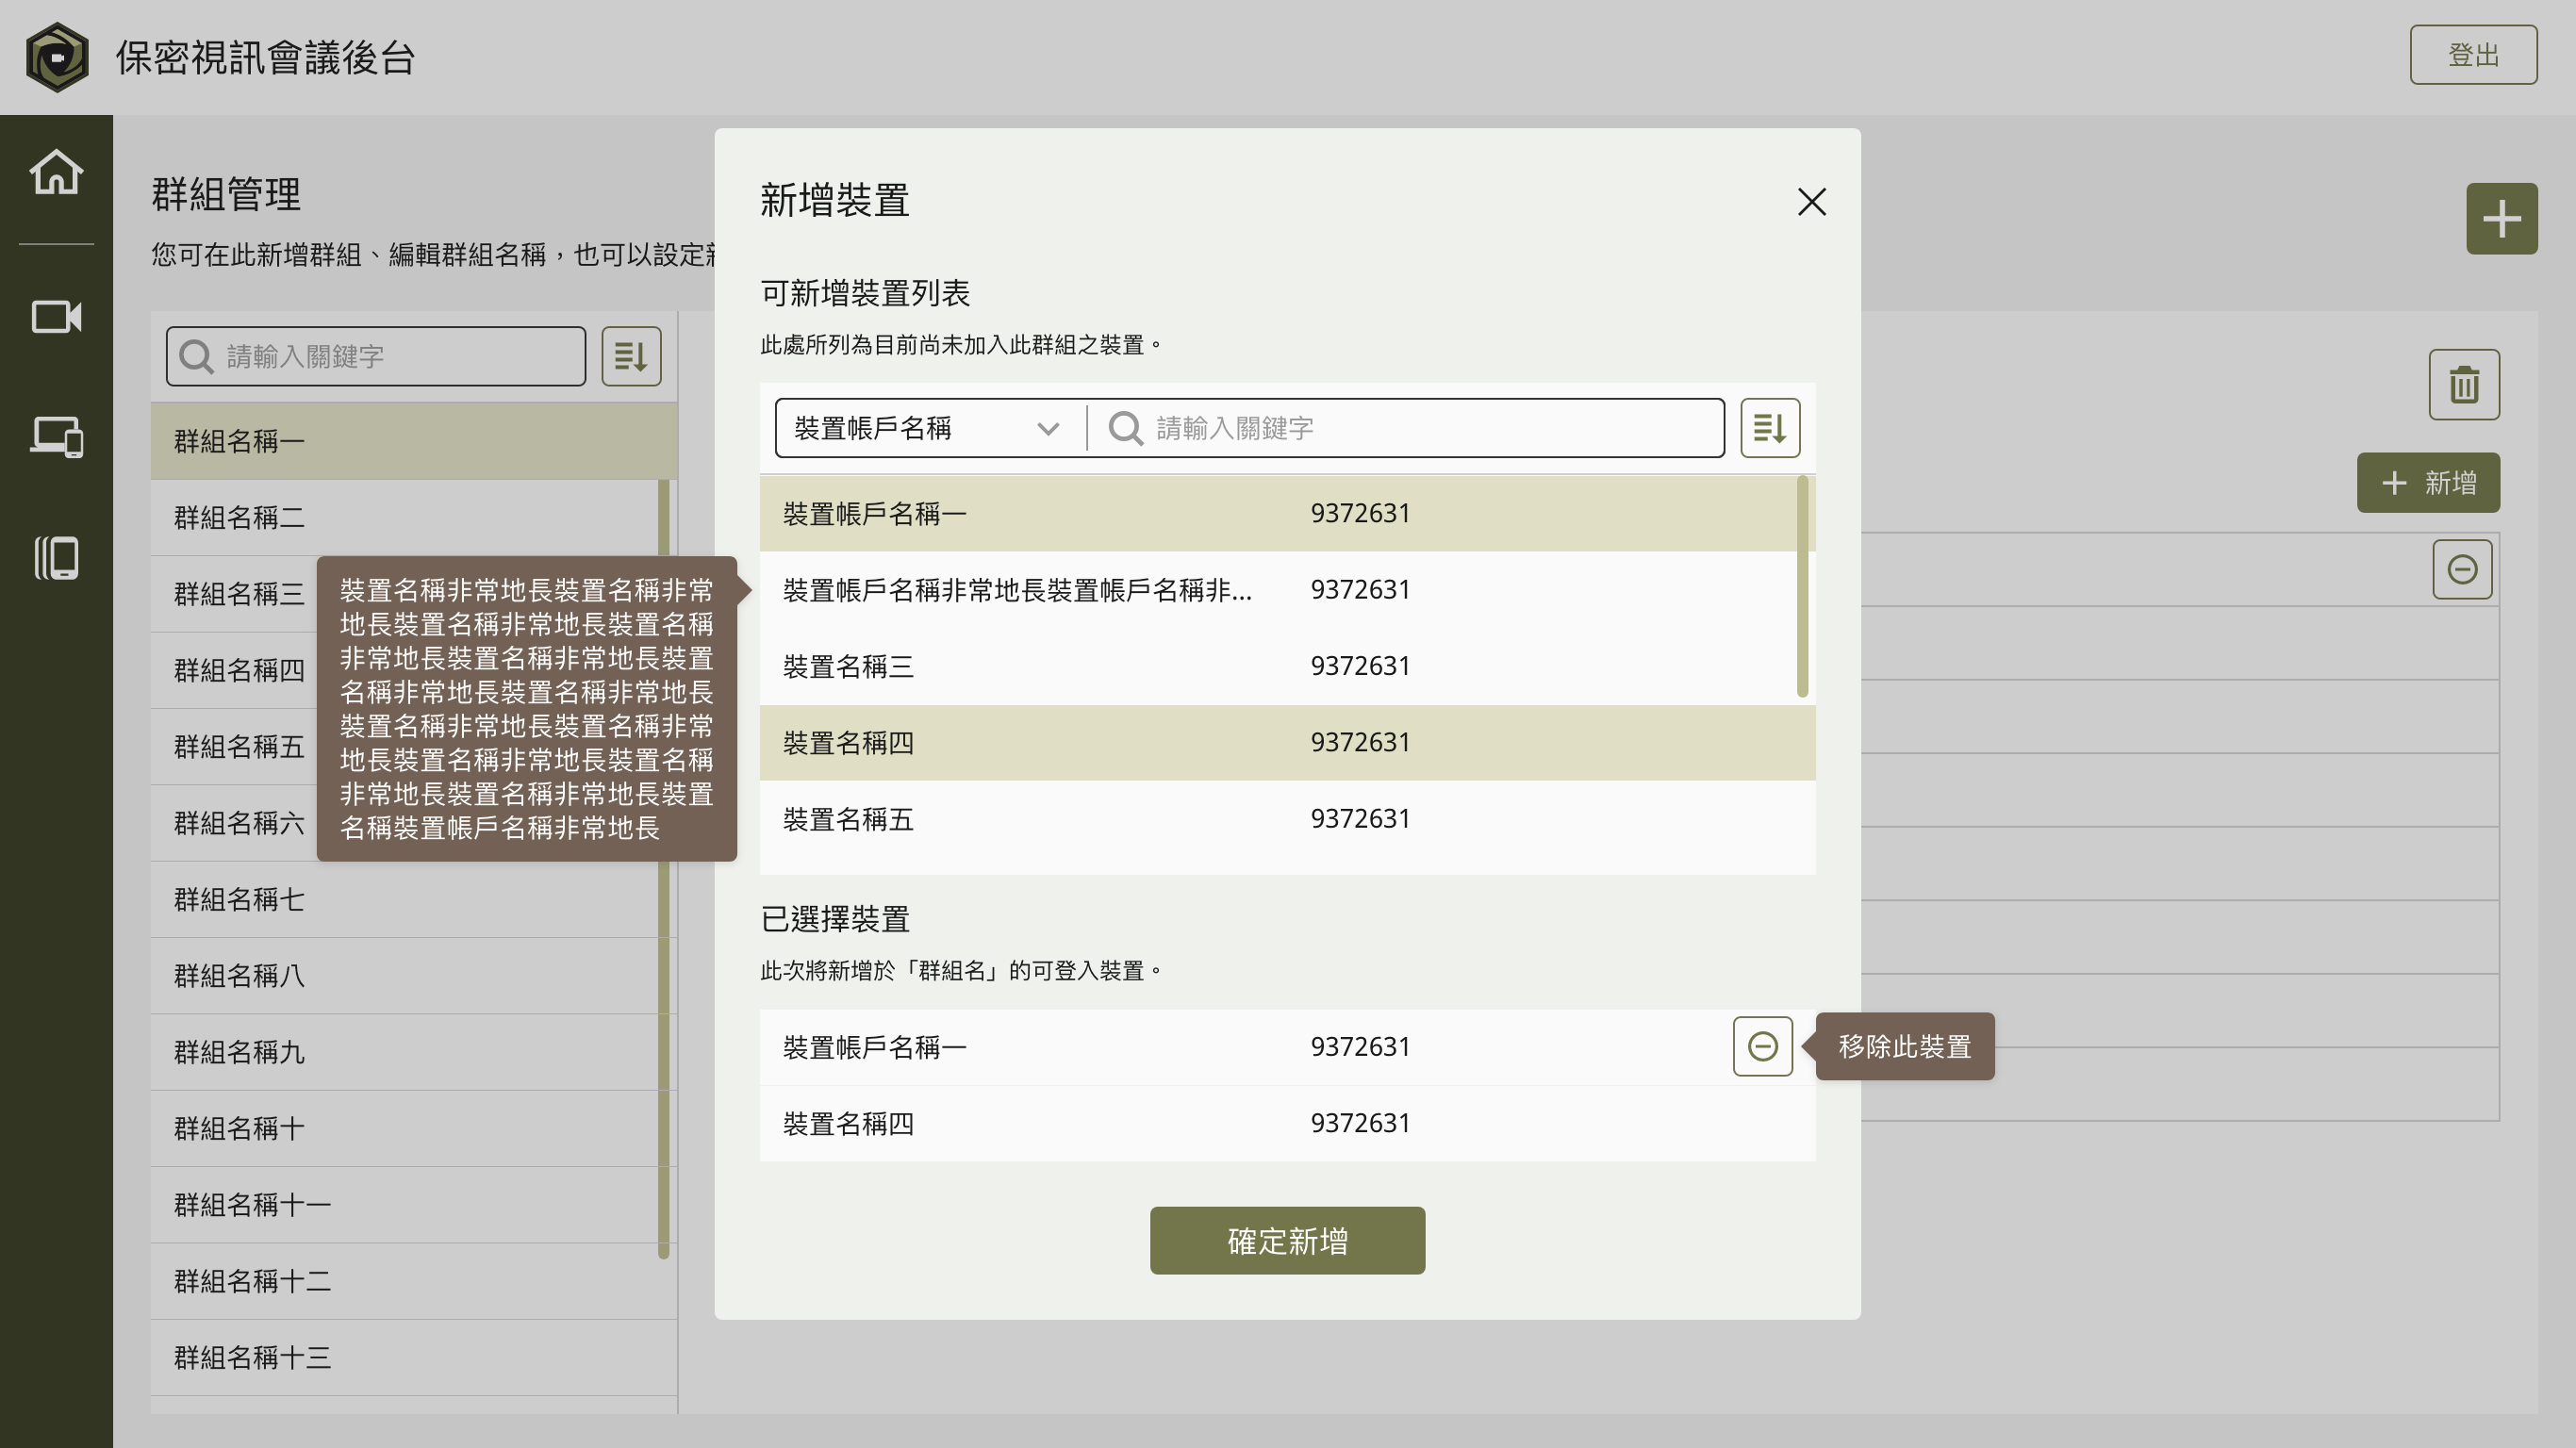 保密視訊會議後台
登出
群組管理
您可在此新增群組、編輯群組名稱，也可以設定
請輸入關鍵字
群組名稱一
群組名稱二
群組名稱三
群組名稱四
群組名稱五
群組名稱六
群組名稱七
群組名稱八
群組名稱九
群組名稱十
群組名稱十一
群組名稱十二
群組名稱十三
裝置名稱非常地長裝置名稱非常
地長裝置名稱非常地長裝置名稱
非常地長裝置名稱非常地長裝置
名稱非常地長裝置名稱非常地長
裝置名稱非常地長裝置名稱非常
地長裝置名稱非常地長裝置名稱
非常地長裝置名稱非常地長裝置
名稱裝置帳戶名稱非常地長
新增裝置
可新增裝置列表
此處所列為目前尚未加入此群組之裝置。
裝置帳戶名稱 請輸入關鍵字
裝置帳戶名稱一 9372631
裝置帳戶名稱非常地長裝置帳戶名稱非... 9372631
裝置名稱三 9372631
裝置名稱四 9372631
裝置名稱五 9372631
已選擇裝置
此次將新增於「群組名」的可登入裝置。
裝置帳戶名稱一 9372631
移除此裝置
裝置名稱四 9372631
確定新增
新增